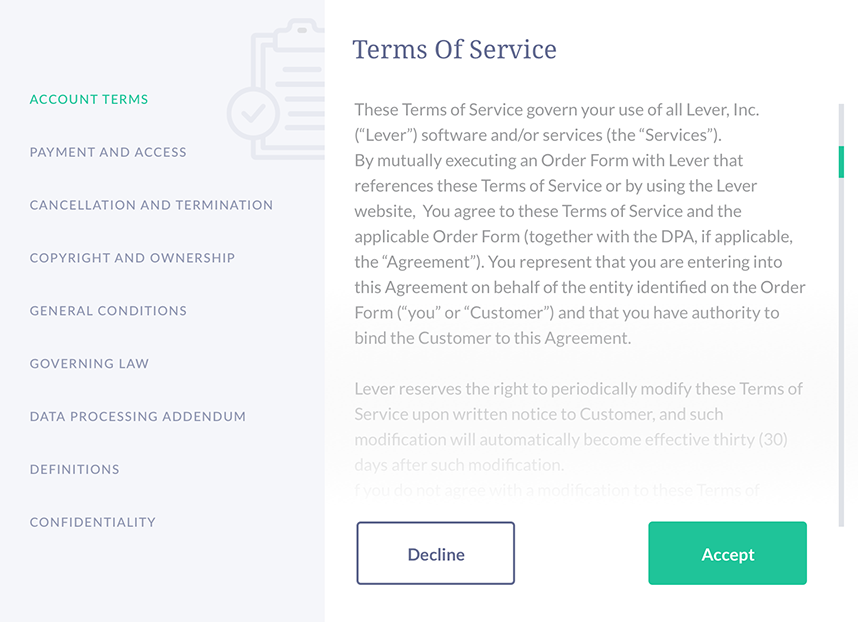 ACCOUNT TERMS
PAYMENT AND ACCESS
CANCELLATION AND TERMINATION
COPYRIGHT AND OWNERSHIP
GENERAL CONDITIONS
GOVERNING LAW
DATA PROCESSING ADDENDUM
DEFINITIONS
CONFIDENTIALITY
Terms Of Service
These Terms of Service govern your use of all Lever, Inc.
(“Lever”) software and/or services (the “Services”).
By mutually executing an Order Form with Lever that
references these Terms of Service or by using the Lever
website,  You agree to these Terms of Service and the
applicable Order Form (together with the DPA, if applicable,
the “Agreement”). You represent that you are entering into
this Agreement on behalf of the entity identified on the Order
Form (“you” or “Customer”) and that you have authority to
bind the Customer to this Agreement.
Lever reserves the right to periodically modify these Terms of
Service upon written notice to Customer, and such
modification will automatically become effective thirty (30)
days after such modification.
f you do not agree with a modification to these Terms of
Decline
Accept